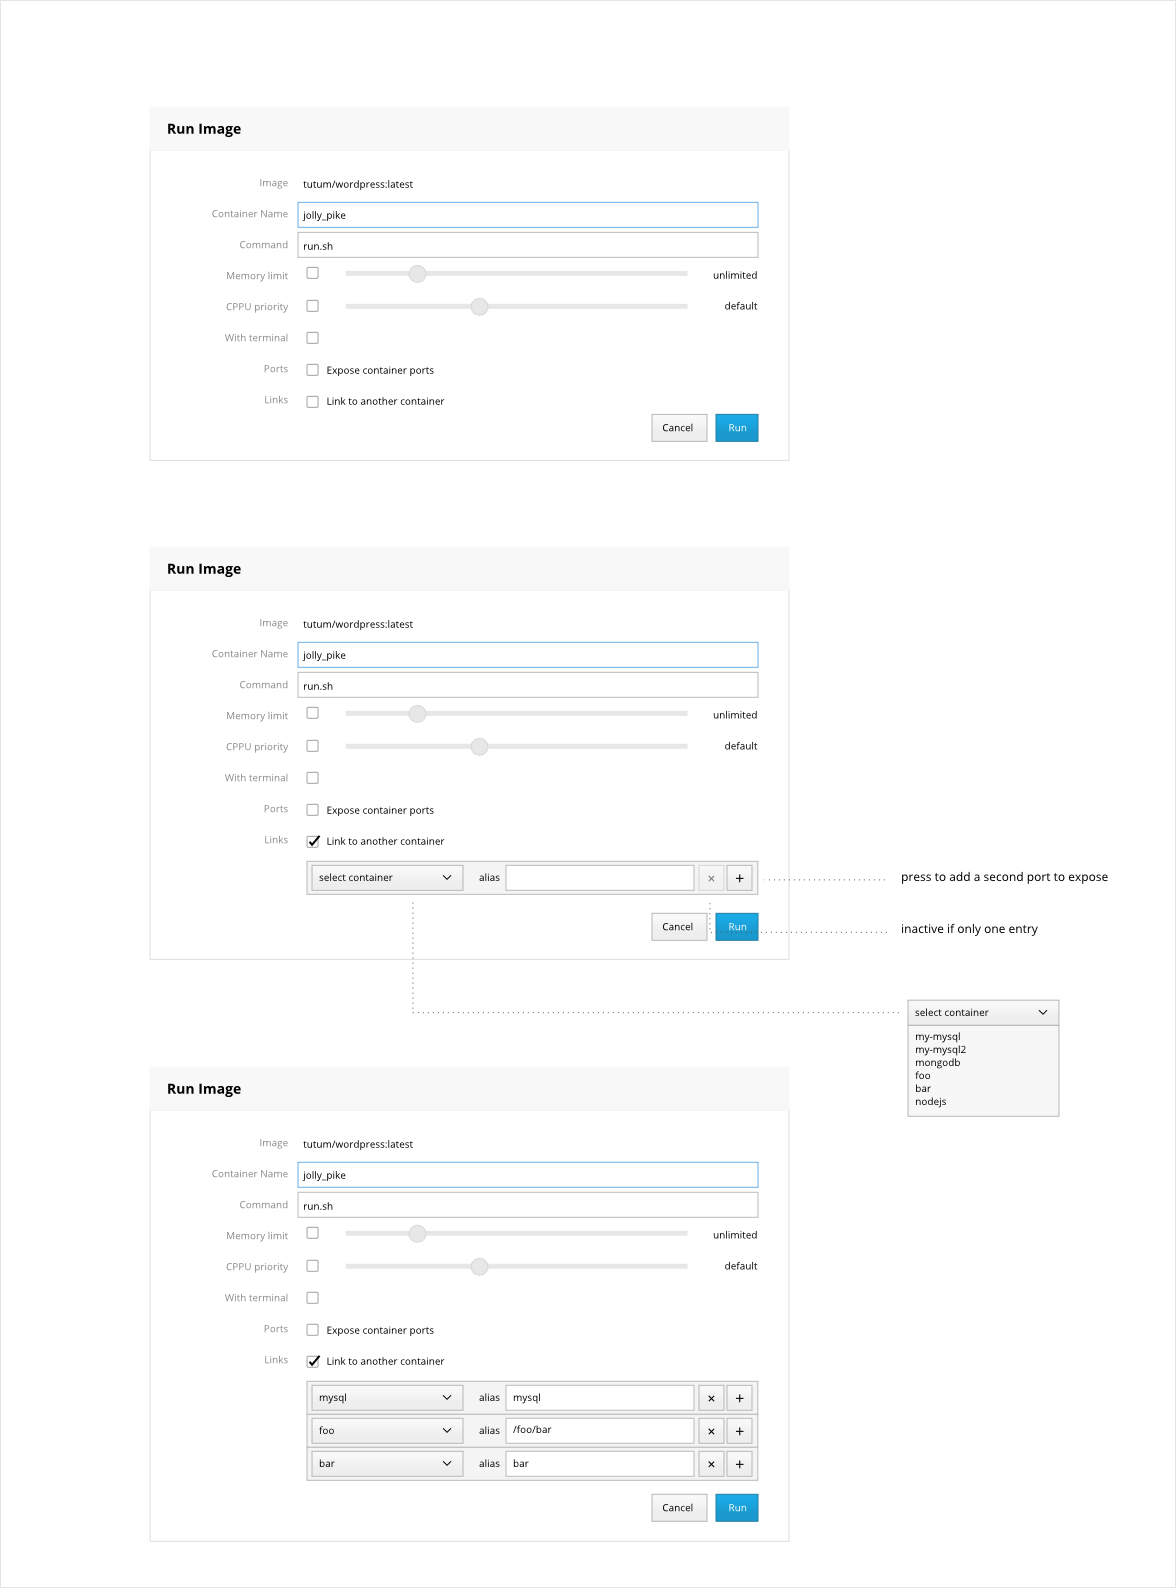 Run Image
Image tutum/wordpress:latest
Container Name jolly_pike
Command run.sh
Memory limit unlimited
CPPU priority default
With terminal
Ports Expose container ports
Links Link to another container
Cancel Run
Run Image
Image tutum/wordpress:latest
Container Name jolly_pike
Command run.sh
Memory limit unlimited
CPPU priority default
With terminal
Ports Expose container ports
Links Link to another container
select container alias × + press to add a second port to expose
Cancel Run inactive if only one entry
select container
my-mysql
my-mysql2
mongodb
foo
bar
nodejs
Run Image
Image tutum/wordpress:latest
Container Name jolly_pike
Command run.sh
Memory limit unlimited
CPPU priority default
With terminal
Ports Expose container ports
Links Link to another container
mysql alias mysql × +
foo alias /foo/bar × +
bar alias bar × +
Cancel Run